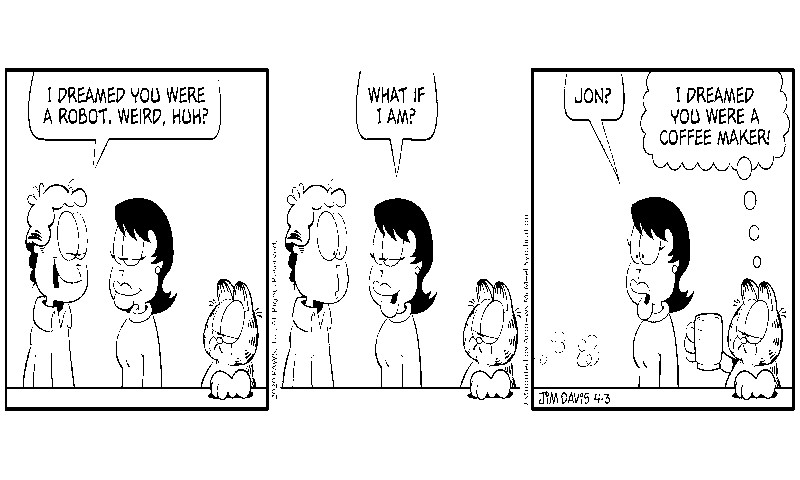 I DREAMED YOU WERE
A ROBOT. WEIRD, HUH?
WHAT IF
I AM?
JON?
I DREAMED
YOU WERE A
COFFEE MAKER!
JIM DAVIS 4-3